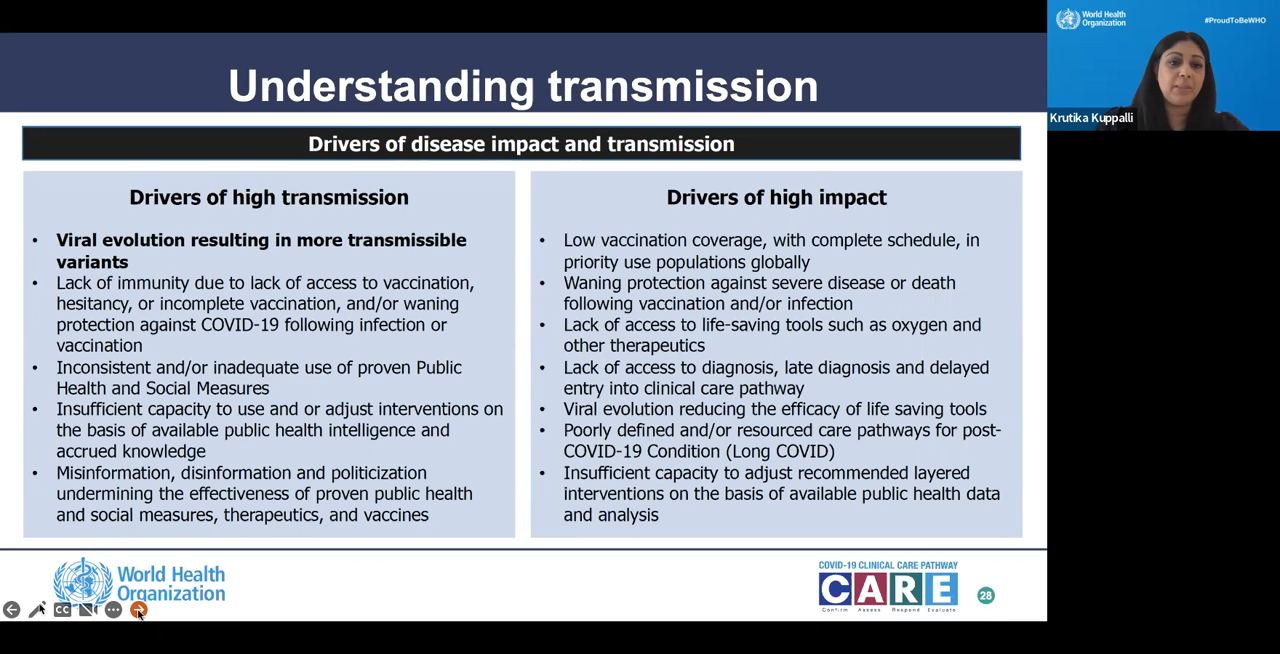 Understanding transmission
Drivers of disease impact and transmission
Drivers of high transmission
• Viral evolution resulting in more transmissible
variants
• Lack of immunity due to lack of access to vaccination,
hesitancy, or incomplete vaccination, and/or waning
protection against COVID-19 following infection or
vaccination
• Inconsistent and/or inadequate use of proven Public
Health and Social Measures
• Insufficient capacity to use and or adjust interventions on
the basis of available public health intelligence and
accrued knowledge
• Misinformation, disinformation and politicization
undermining the effectiveness of proven public health
and social measures, therapeutics, and vaccines
Drivers of high impact
• Low vaccination coverage, with complete schedule, in
priority use populations globally
• Waning protection against severe disease or death
following vaccination and/or infection
• Lack of access to life-saving tools such as oxygen and
other therapeutics
• Lack of access to diagnosis, late diagnosis and delayed
entry into clinical care pathway
• Viral evolution reducing the efficacy of life saving tools
• Poorly defined and/or resourced care pathways for post-
COVID-19 Condition (Long COVID)
• Insufficient capacity to adjust recommended layered
interventions on the basis of available public health data
and analysis
World Health
Organization
CC
COVID-19 CLINICAL CARE PATHWAY
CARE
Confirm Assess Respond Evaluate
28
World Health
Organization
#ProudToBeWHO
Krutika Kuppalli